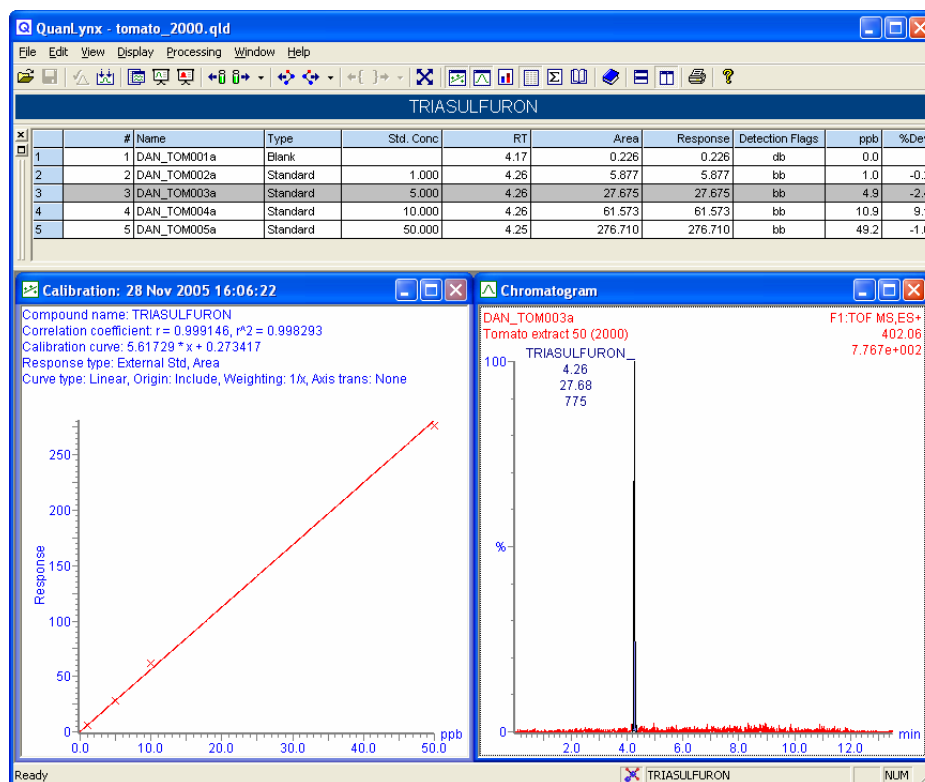 QuanLynx - tomato_2000.qld
File Edit View Display Processing Window Help
TRIASULFURON
# Name Type Std. Conc RT Area Response Detection Flags ppb %Dev
1 1 DAN_TOM001a Blank 4.17 0.226 0.226 db 0.0
2 2 DAN_TOM002a Standard 1.000 4.26 5.877 5.877 bb 1.0
3 3 DAN_TOM003a Standard 5.000 4.26 27.675 27.675 bb 4.9
4 4 DAN_TOM004a Standard 10.000 4.26 61.573 61.573 bb 10.9
5 5 DAN_TOM005a Standard 50.000 4.25 276.710 276.710 bb 49.2
Calibration: 28 Nov 2005 16:06:22
Compound name: TRIASULFURON
Correlation coefficient: r = 0.999146, r^2 = 0.998293
Calibration curve: 5.61729 * x + 0.273417
Response type: External Std, Area
Curve type: Linear, Origin: Include, Weighting: 1/x, Axis trans: None
250
200
150
100
50
0
Response
0.0 10.0 20.0 30.0 40.0 50.0
ppb
Chromatogram
DAN_TOM003a F1:TOF MS,ES+
Tomato extract 50 (2000) 402.06
7.767e+002
TRIASULFURON
4.26
27.68
775
100
%
0
2.0 4.0 6.0 8.0 10.0 12.0
min
Ready TRIASULFURON NUM